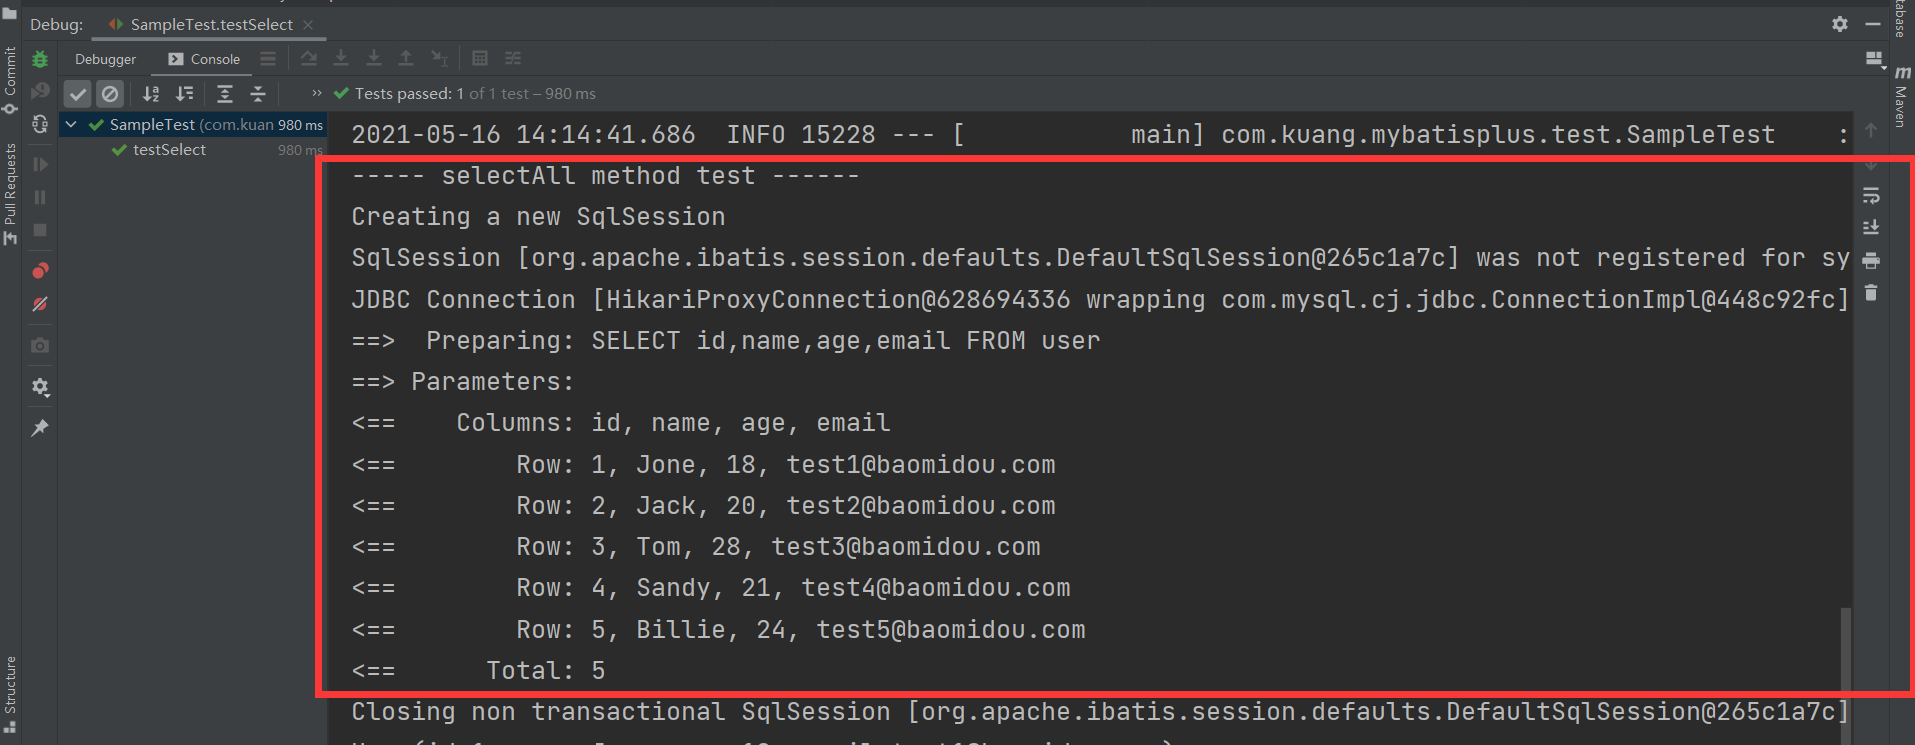 Debug: SampleTest.testSelect
Debugger Console
Tests passed: 1 of 1 test – 980 ms
SampleTest (com.kuan 980 ms
testSelect 980 ms
Commit
Pull Requests
Structure
tabase
Maven
2021-05-16 14:14:41.686  INFO 15228 --- [           main] com.kuang.mybatisplus.test.SampleTest    :
----- selectAll method test ------
Creating a new SqlSession
SqlSession [org.apache.ibatis.session.defaults.DefaultSqlSession@265c1a7c] was not registered for sy
JDBC Connection [HikariProxyConnection@628694336 wrapping com.mysql.cj.jdbc.ConnectionImpl@448c92fc]
==>  Preparing: SELECT id,name,age,email FROM user
==> Parameters:
<==    Columns: id, name, age, email
<==        Row: 1, Jone, 18, test1@baomidou.com
<==        Row: 2, Jack, 20, test2@baomidou.com
<==        Row: 3, Tom, 28, test3@baomidou.com
<==        Row: 4, Sandy, 21, test4@baomidou.com
<==        Row: 5, Billie, 24, test5@baomidou.com
<==      Total: 5
Closing non transactional SqlSession [org.apache.ibatis.session.defaults.DefaultSqlSession@265c1a7c]